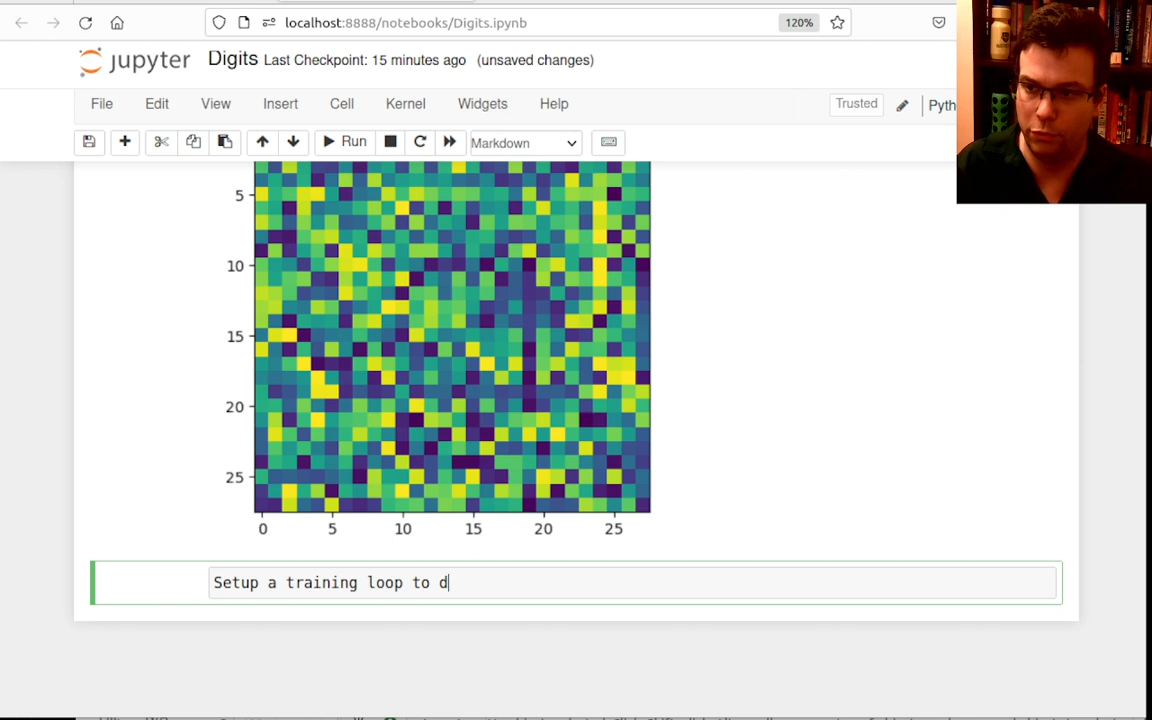 localhost:8888/notebooks/Digits.ipynb
120%
jupyter Digits Last Checkpoint: 15 minutes ago (unsaved changes)
File Edit View Insert Cell Kernel Widgets Help
Trusted
Pyth
Run
Markdown
5
10
15
20
25
0 5 10 15 20 25
Setup a training loop to d